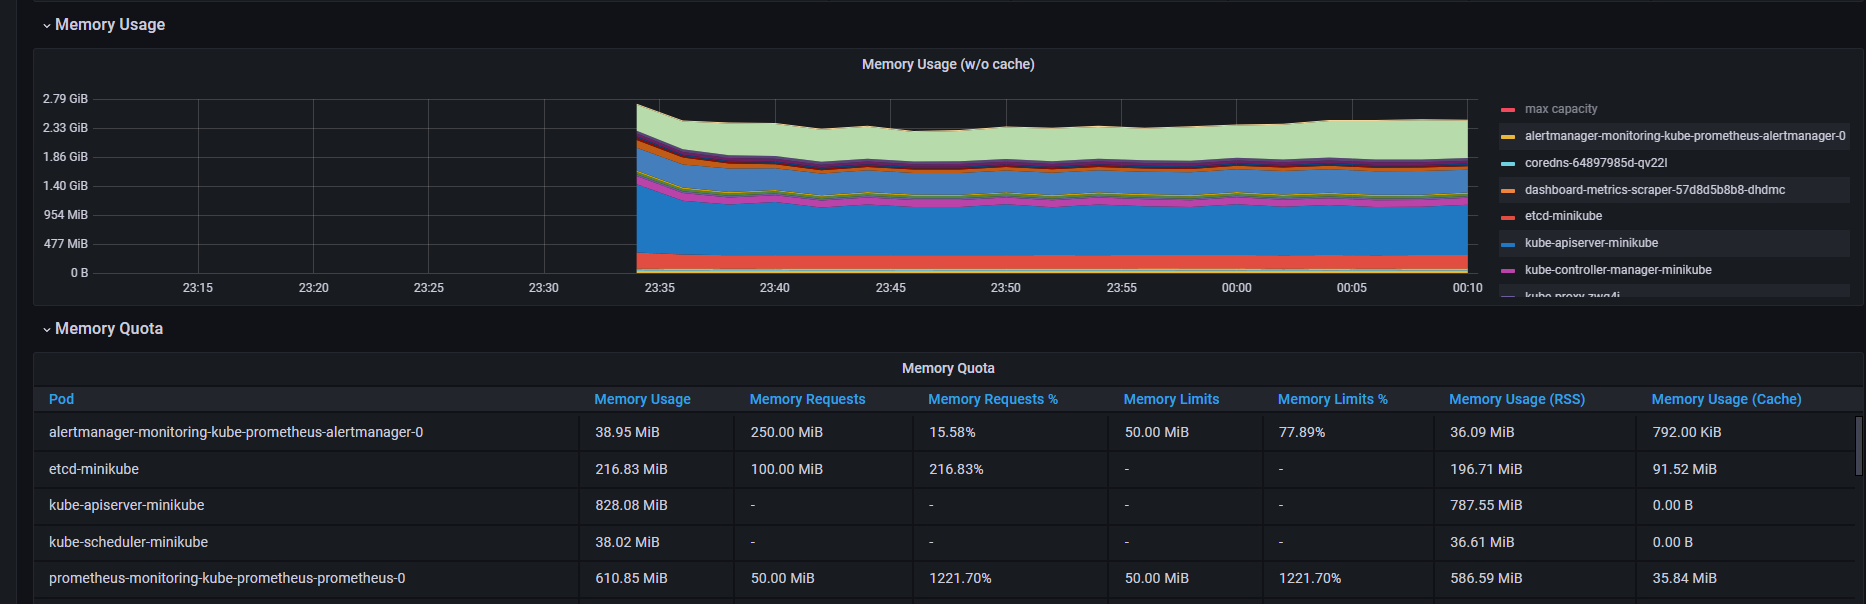 Memory Usage
Memory Usage (w/o cache)
2.79 GiB
2.33 GiB
1.86 GiB
1.40 GiB
954 MiB
477 MiB
0 B
23:15 23:20 23:25 23:30 23:35 23:40 23:45 23:50 23:55 00:00 00:05 00:10
max capacity
alertmanager-monitoring-kube-prometheus-alertmanager-0
coredns-64897985d-qv22l
dashboard-metrics-scraper-57d8d5b8b8-dhdmc
etcd-minikube
kube-apiserver-minikube
kube-controller-manager-minikube
Memory Quota
Memory Quota
Pod Memory Usage Memory Requests Memory Requests % Memory Limits Memory Limits % Memory Usage (RSS) Memory Usage (Cache)
alertmanager-monitoring-kube-prometheus-alertmanager-0 38.95 MiB 250.00 MiB 15.58% 50.00 MiB 77.89% 36.09 MiB 792.00 KiB
etcd-minikube 216.83 MiB 100.00 MiB 216.83% - - 196.71 MiB 91.52 MiB
kube-apiserver-minikube 828.08 MiB - - - - 787.55 MiB 0.00 B
kube-scheduler-minikube 38.02 MiB - - - - 36.61 MiB 0.00 B
prometheus-monitoring-kube-prometheus-prometheus-0 610.85 MiB 50.00 MiB 1221.70% 50.00 MiB 1221.70% 586.59 MiB 35.84 MiB